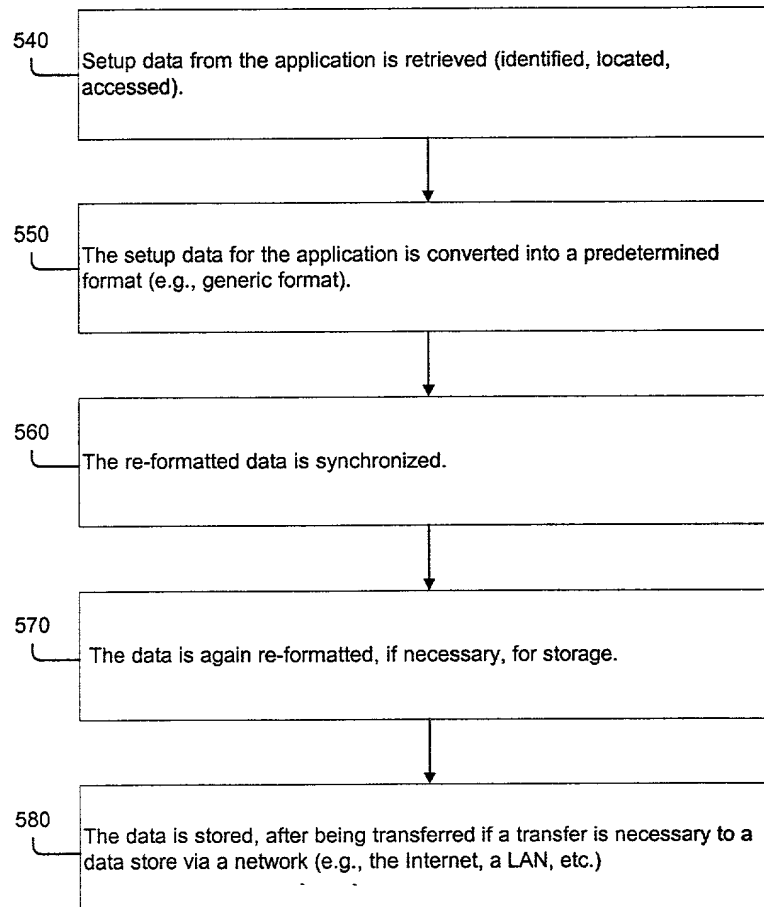 540
Setup data from the application is retrieved (identified, located,
accessed).
550
The setup data for the application is converted into a predetermined
format (e.g., generic format).
560
The re-formatted data is synchronized.
570
The data is again re-formatted, if necessary, for storage.
580
The data is stored, after being transferred if a transfer is necessary to a
data store via a network (e.g., the Internet, a LAN, etc.)